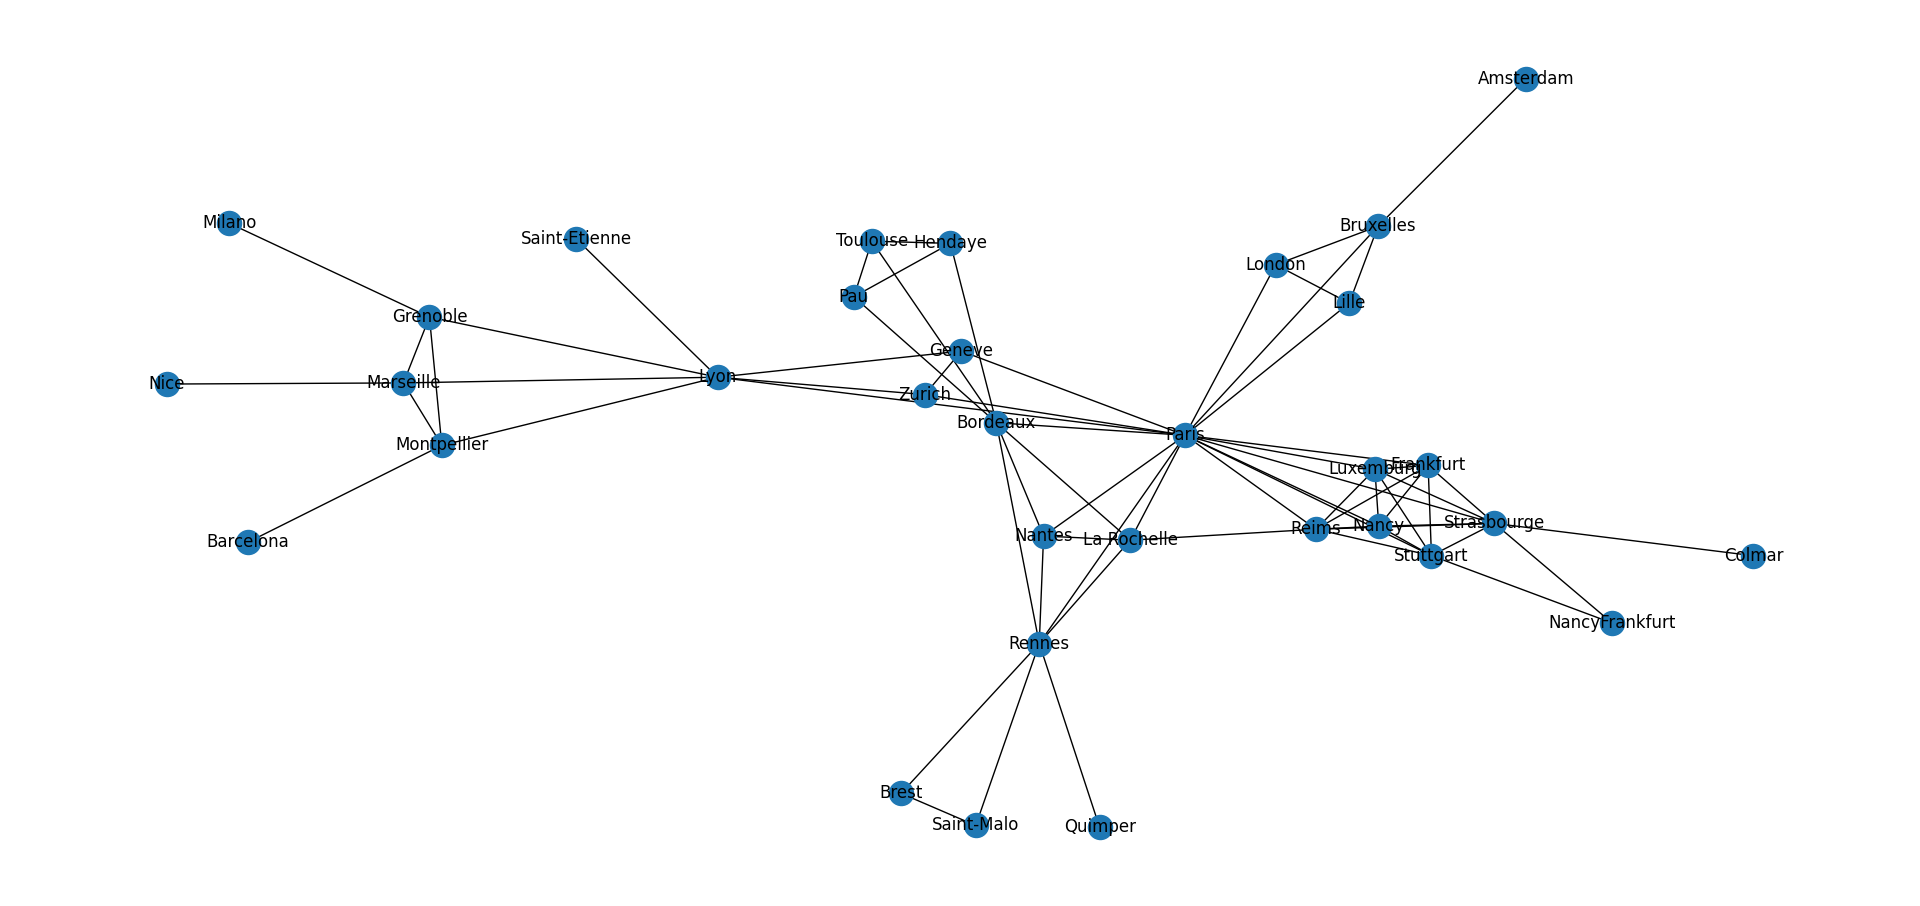 Amsterdam
Milano
Saint-Etienne
Toulouse
Hendaye
Bruxelles
London
Pau
Lille
Grenoble
Geneve
Nice
Marseille
Lyon
Zurich
Bordeaux
Paris
Montpellier
Luxemburg
Frankfurt
Barcelona
Nantes
La Rochelle
Reims
Nancy
Strasbourge
Stuttgart
Colmar
NancyFrankfurt
Rennes
Brest
Saint-Malo
Quimper